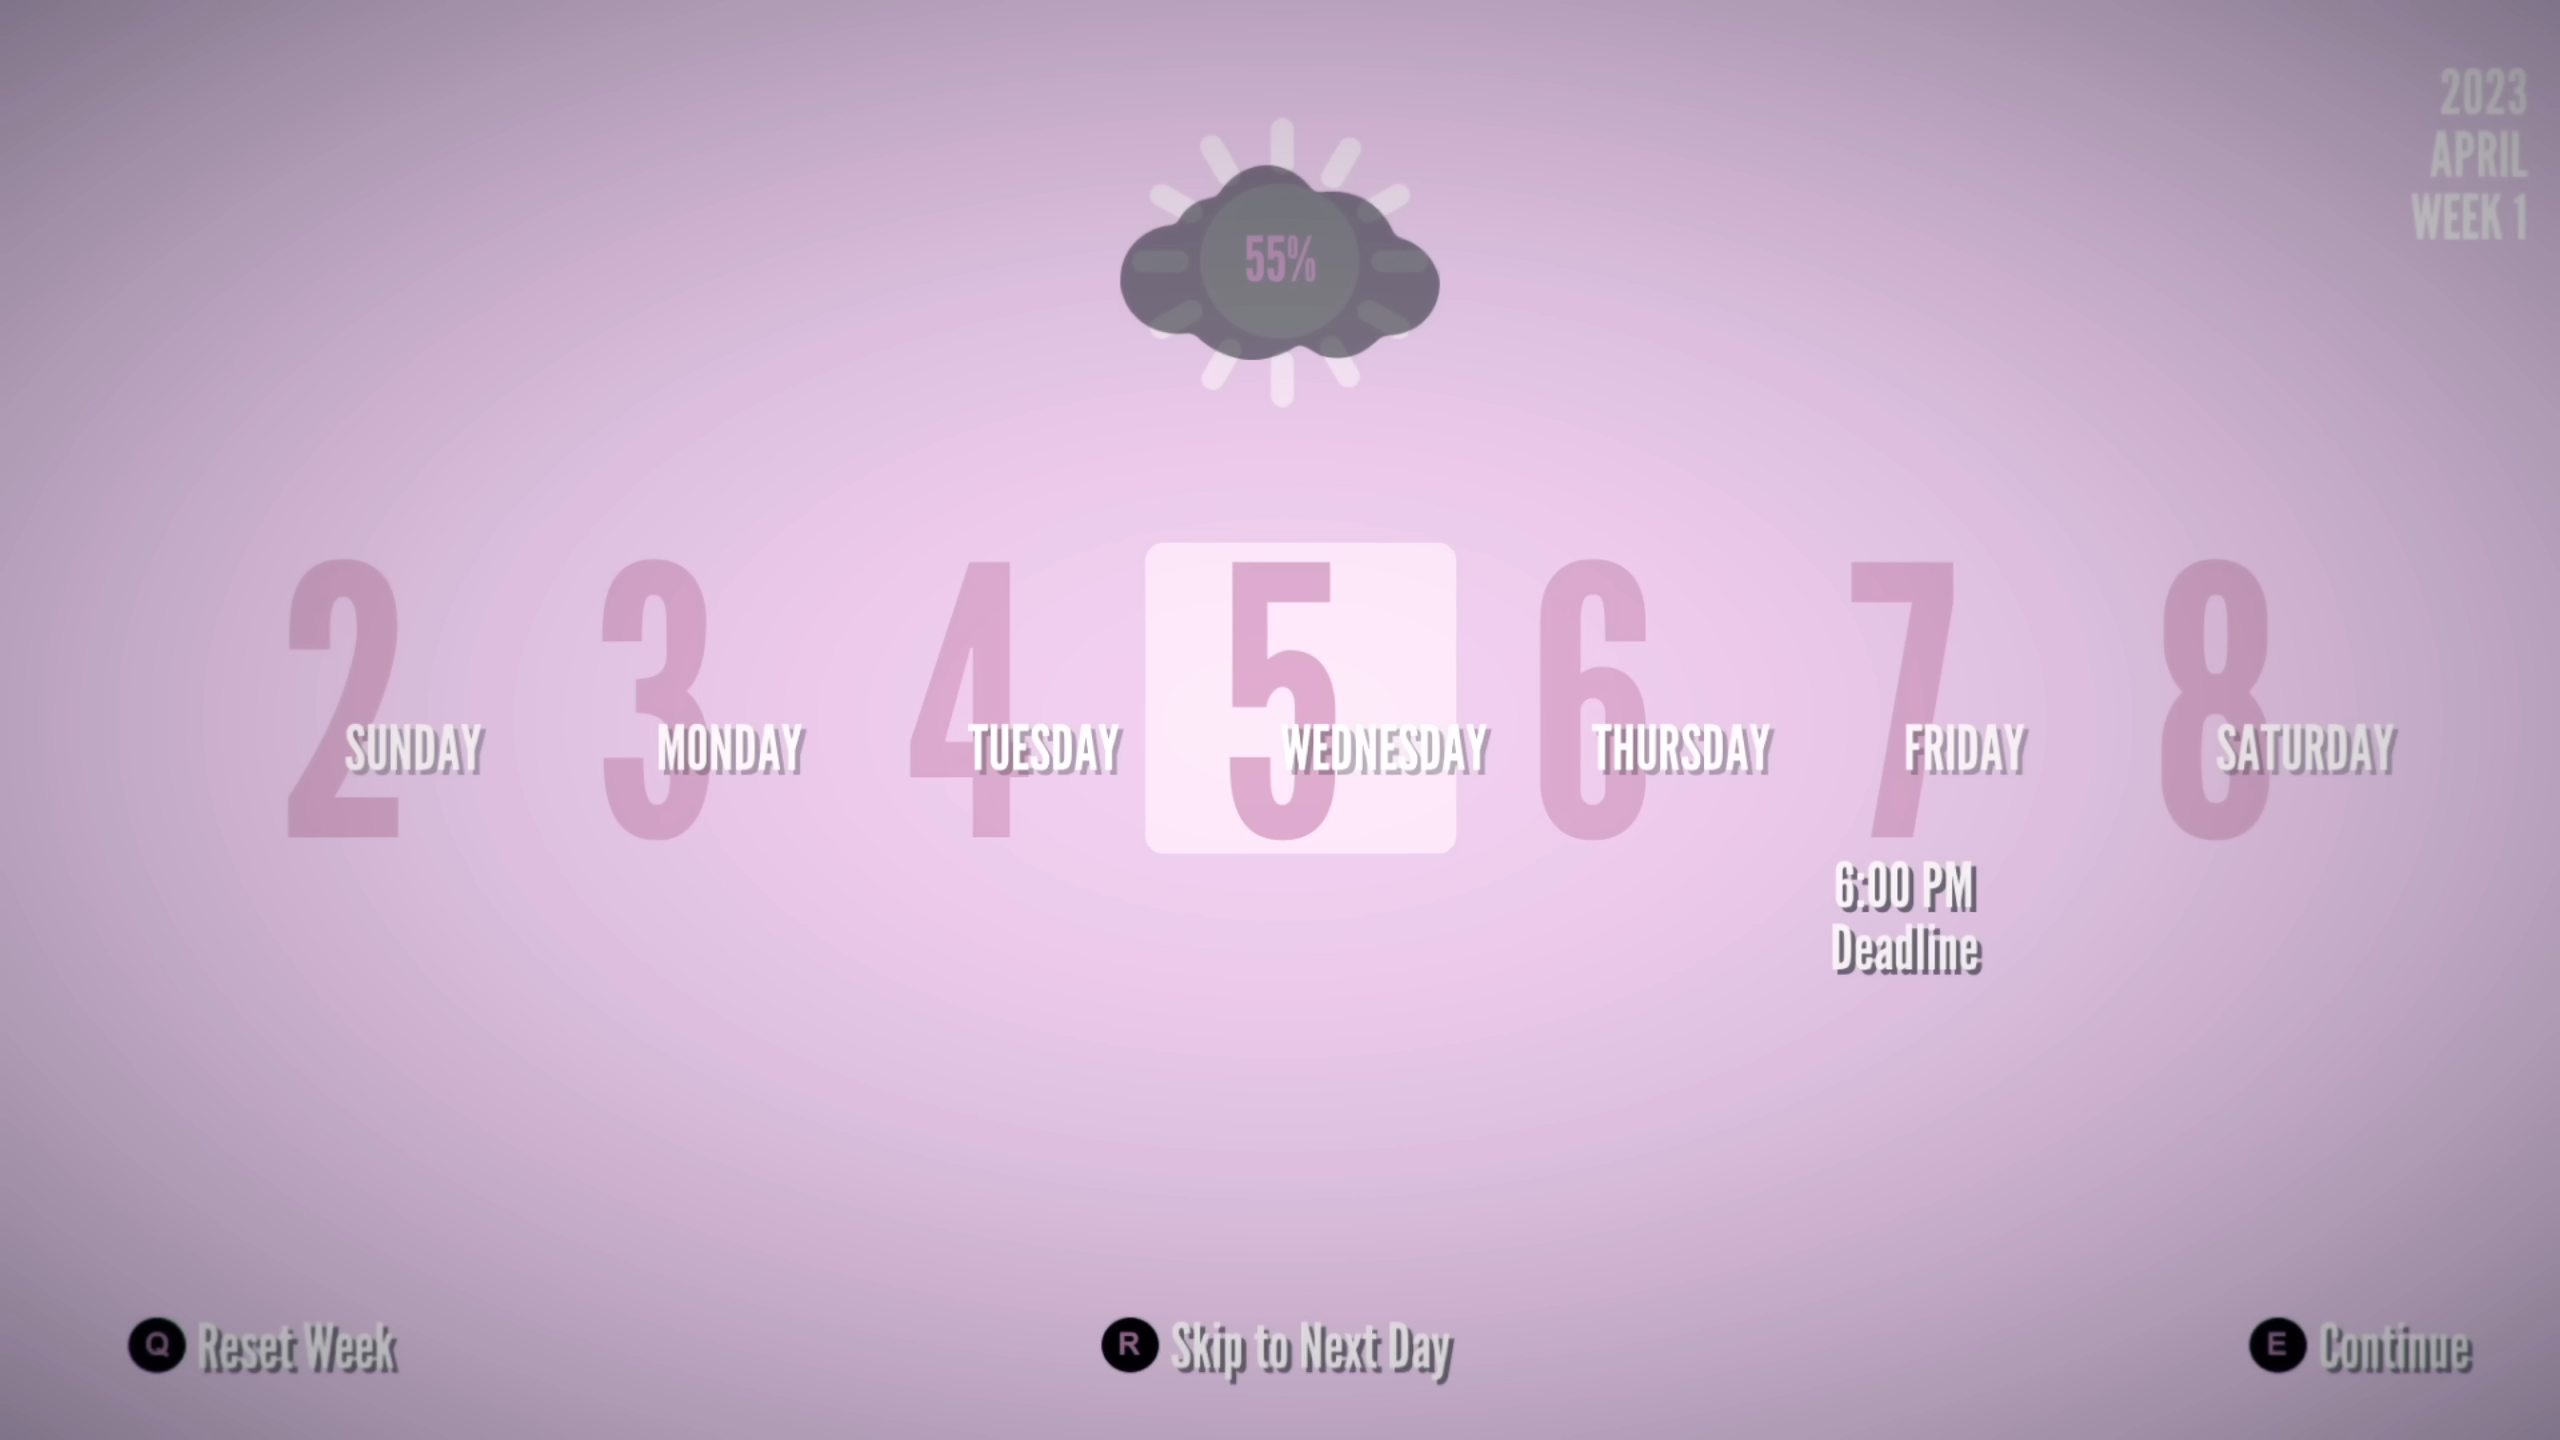 2023
APRIL
WEEK 1
55%
2
3
4
5
6
7
8
SUNDAY
MONDAY
TUESDAY
WEDNESDAY
THURSDAY
FRIDAY
SATURDAY
6:00 PM
Deadline
Q Reset Week
R Skip to Next Day
E Continue